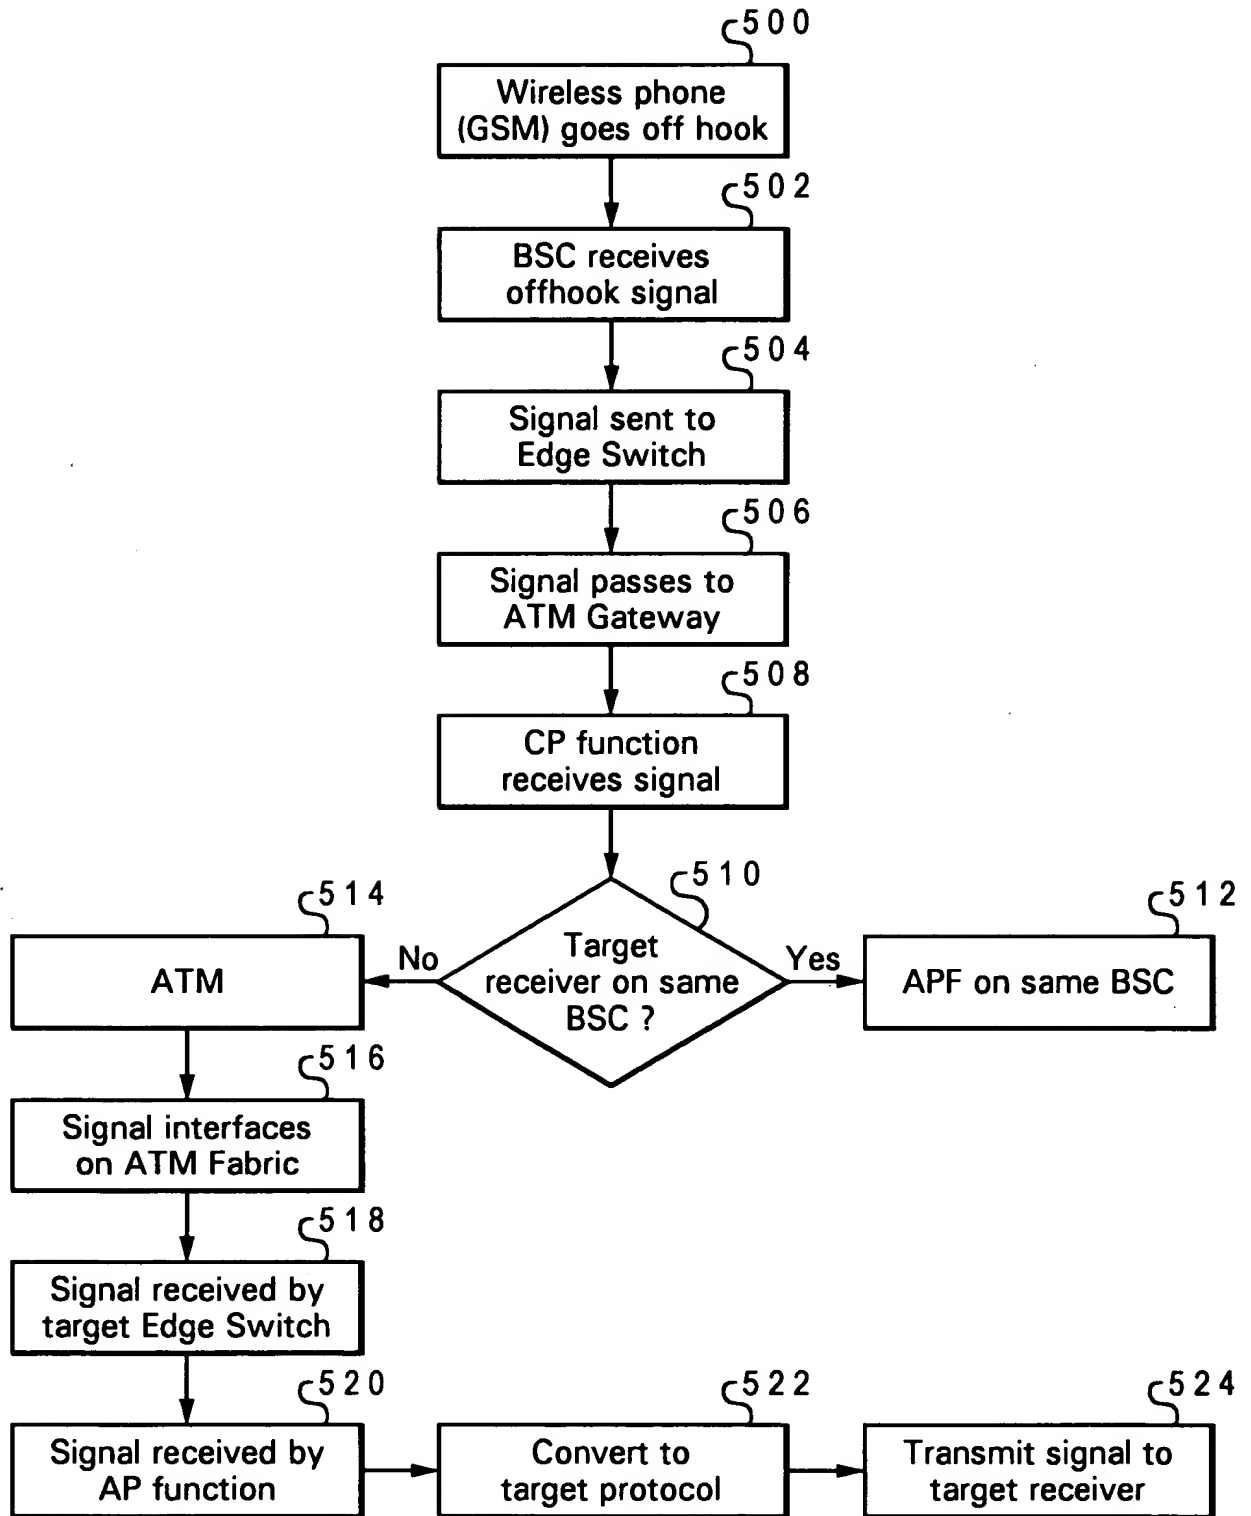 500
Wireless phone
(GSM) goes off hook
502
BSC receives
offhook signal
504
Signal sent to
Edge Switch
506
Signal passes to
ATM Gateway
508
CP function
receives signal
510
Target
receiver on same
BSC ?
No
Yes
514
ATM
512
APF on same BSC
516
Signal interfaces
on ATM Fabric
518
Signal received by
target Edge Switch
520
Signal received by
AP function
522
Convert to
target protocol
524
Transmit signal to
target receiver